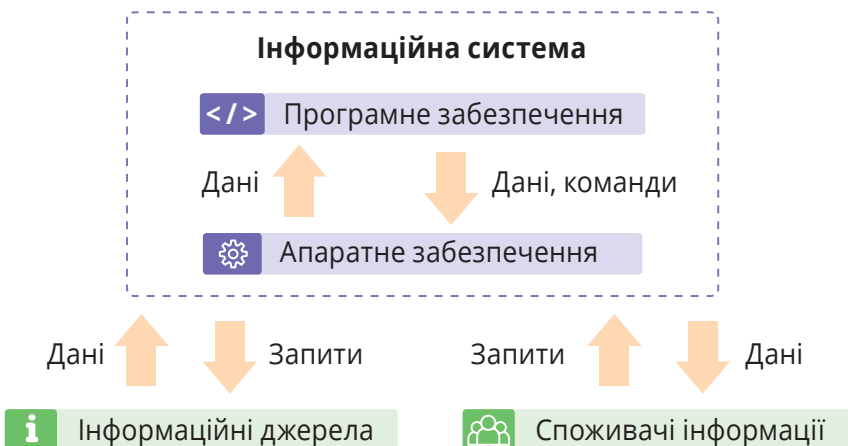 Інформаційна система
</> Програмне забезпечення
Дані Дані, команди
Апаратне забезпечення
Дані Запити Запити Дані
i Інформаційні джерела Споживачі інформації